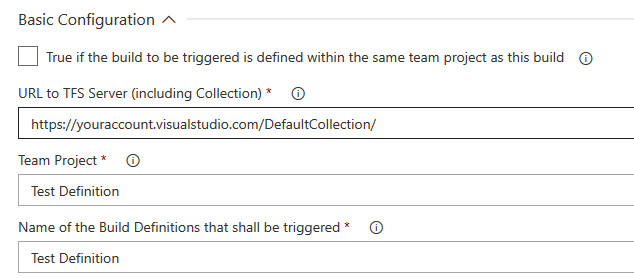 Basic Configuration
True if the build to be triggered is defined within the same team project as this build
URL to TFS Server (including Collection) *
https://youraccount.visualstudio.com/DefaultCollection/
Team Project *
Test Definition
Name of the Build Definitions that shall be triggered *
Test Definition